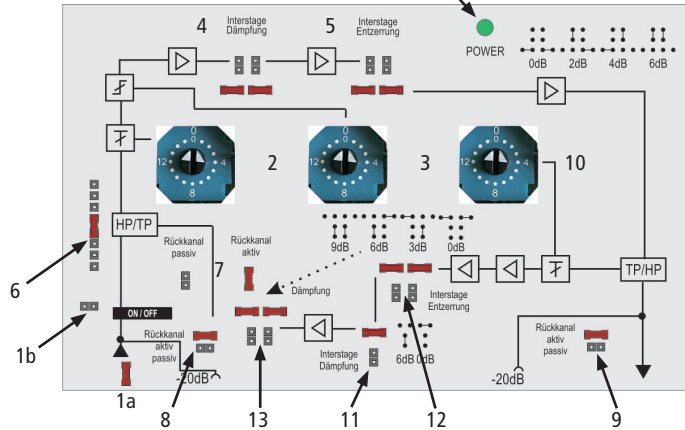 4
Interstage
Dämpfung
5
Interstage
Entzerrung
POWER
0dB 2dB 4dB 6dB
0
0
12
4
8
2
0
0
12
4
8
3
0
0
12
4
8
10
HP/TP
Rückkanal
passiv
7
Rückkanal
aktiv
9dB 6dB 3dB 0dB
Dämpfung
Interstage
Entzerrung
TP/HP
6
1b
ON / OFF
Rückkanal
aktiv
passiv
-20dB
1a
8
13
Interstage
Dämpfung
11
6dB 0dB
12
-20dB
Rückkanal
aktiv
passiv
9